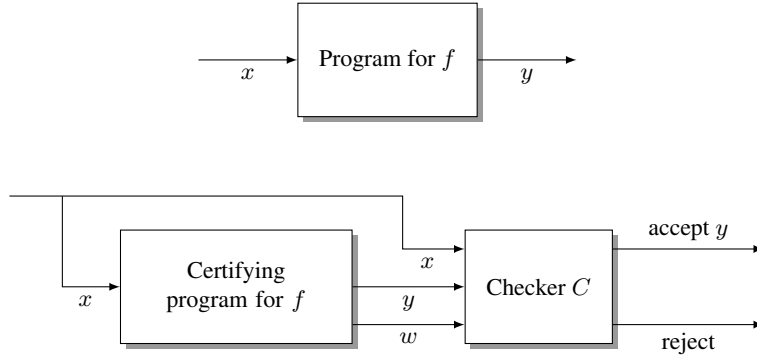 Program for f
x
y
accept y
x
Certifying
program for f
x
y
w
Checker C
reject